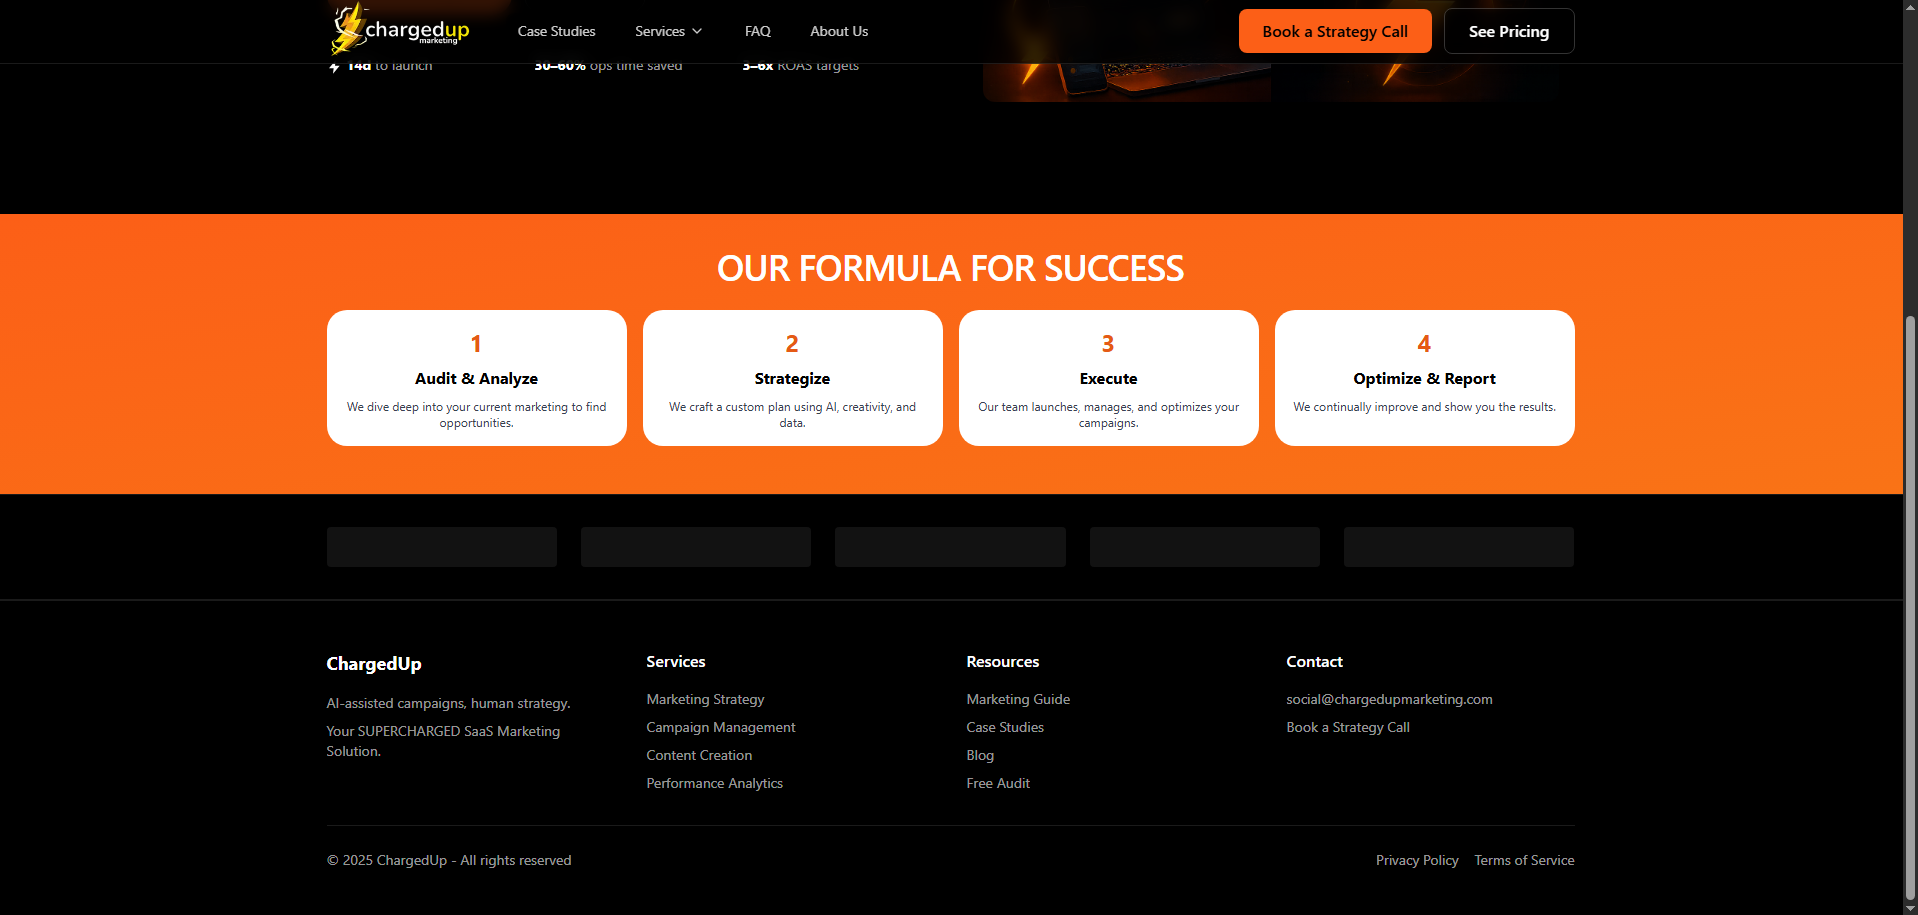 chargedup
marketing
Case Studies
Services
FAQ
About Us
Book a Strategy Call
See Pricing
14d to launch
30–60% ops time saved
3–6x ROAS targets
OUR FORMULA FOR SUCCESS
1
Audit & Analyze
We dive deep into your current marketing to find
opportunities.
2
Strategize
We craft a custom plan using AI, creativity, and
data.
3
Execute
Our team launches, manages, and optimizes your
campaigns.
4
Optimize & Report
We continually improve and show you the results.
ChargedUp
AI-assisted campaigns, human strategy.
Your SUPERCHARGED SaaS Marketing
Solution.
Services
Marketing Strategy
Campaign Management
Content Creation
Performance Analytics
Resources
Marketing Guide
Case Studies
Blog
Free Audit
Contact
social@chargedupmarketing.com
Book a Strategy Call
© 2025 ChargedUp - All rights reserved
Privacy Policy
Terms of Service